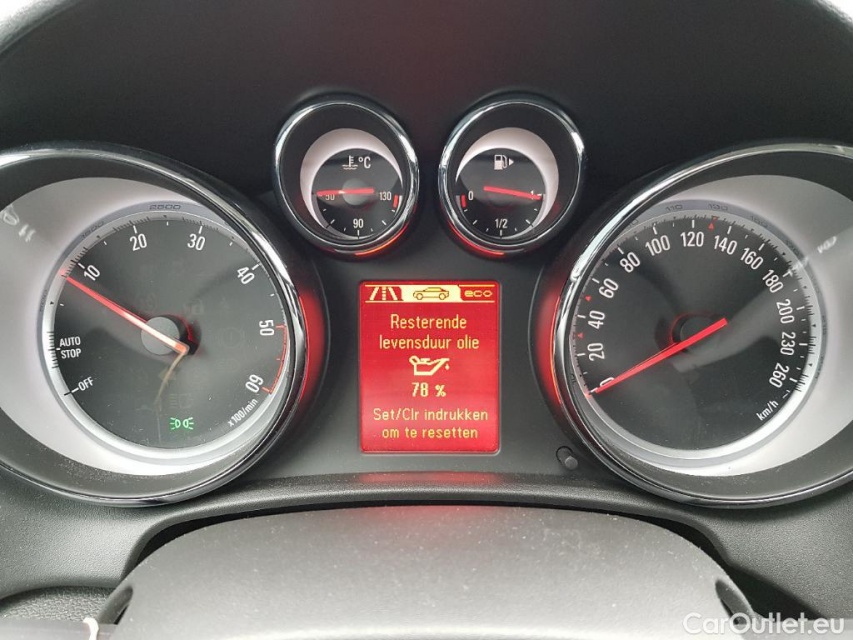 °C
50 130
90
0 1
1/2
2500
10 20 30 40 50 60
AUTO
STOP
OFF
x100/min
ECO
Resterende
levensduur olie
78 %
Set/Clr indrukken
om te resetten
0 20 40 60 80 100 120 140 160 180 200 230 260
km/h
CarOutlet.eu